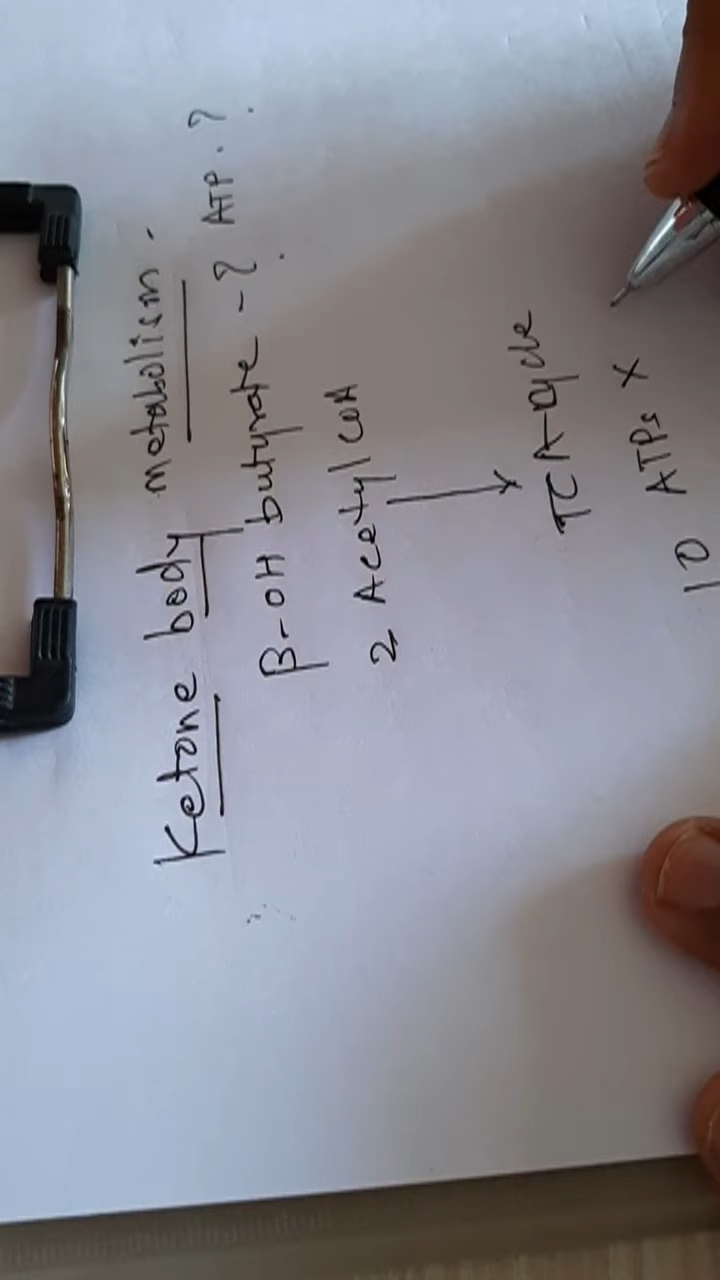 Ketone body metabolism.
β-OH butyrate - ? ATP. ?
2 Acetyl CoA
TCA cycle
10 ATPs x